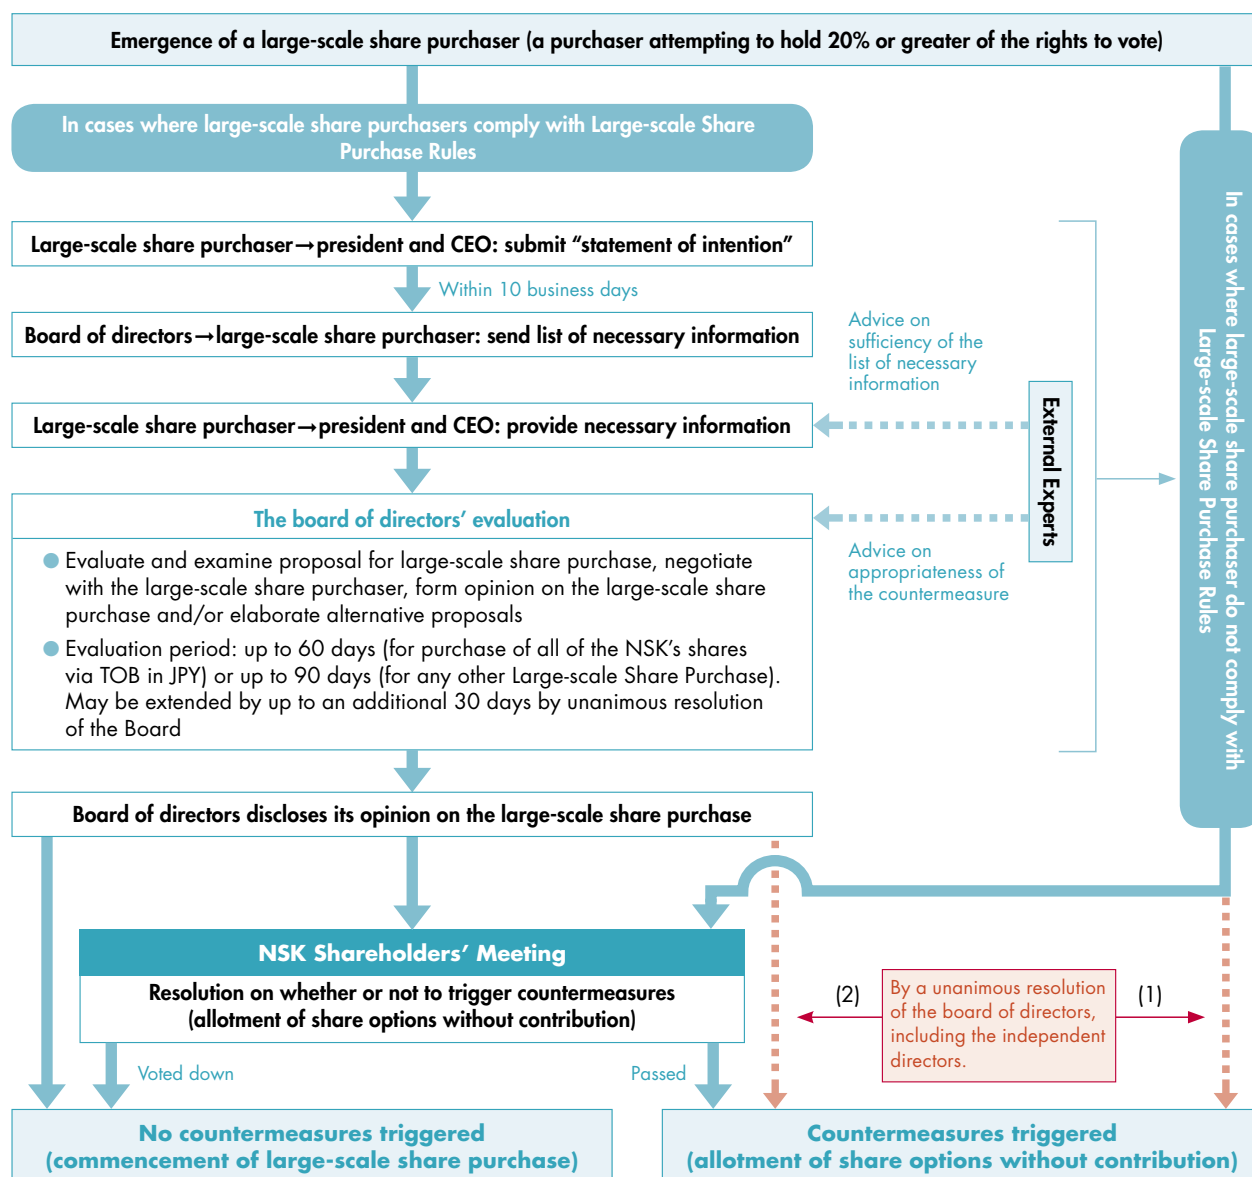 Emergence of a large-scale share purchaser (a purchaser attempting to hold 20% or greater of the rights to vote)
In cases where large-scale share purchasers comply with Large-scale Share
Purchase Rules
Large-scale share purchaser→president and CEO: submit “statement of intention”
Within 10 business days
Board of directors→large-scale share purchaser: send list of necessary information
Large-scale share purchaser→president and CEO: provide necessary information
Advice on
sufficiency of the
list of necessary
information
External Experts
Advice on
appropriateness of
the countermeasure
In cases where large-scale share purchaser do not comply with
Large-scale Share Purchase Rules
The board of directors’ evaluation
● Evaluate and examine proposal for large-scale share purchase, negotiate
with the large-scale share purchaser, form opinion on the large-scale share
purchase and/or elaborate alternative proposals
● Evaluation period: up to 60 days (for purchase of all of the NSK’s shares
via TOB in JPY) or up to 90 days (for any other Large-scale Share Purchase).
May be extended by up to an additional 30 days by unanimous resolution
of the Board
Board of directors discloses its opinion on the large-scale share purchase
NSK Shareholders’ Meeting
Resolution on whether or not to trigger countermeasures
(allotment of share options without contribution)
(2)
By a unanimous resolution
of the board of directors,
including the independent
directors.
(1)
Voted down
Passed
No countermeasures triggered
(commencement of large-scale share purchase)
Countermeasures triggered
(allotment of share options without contribution)